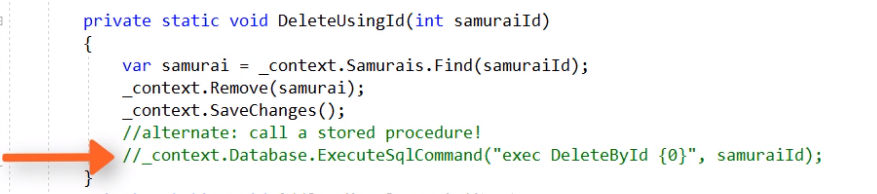 private static void DeleteUsingId(int samuraiId)
{
var samurai = _context.Samurais.Find(samuraiId);
_context.Remove(samurai);
_context.SaveChanges();
//alternate: call a stored procedure!
//_context.Database.ExecuteSqlCommand("exec DeleteById {0}", samuraiId);
}